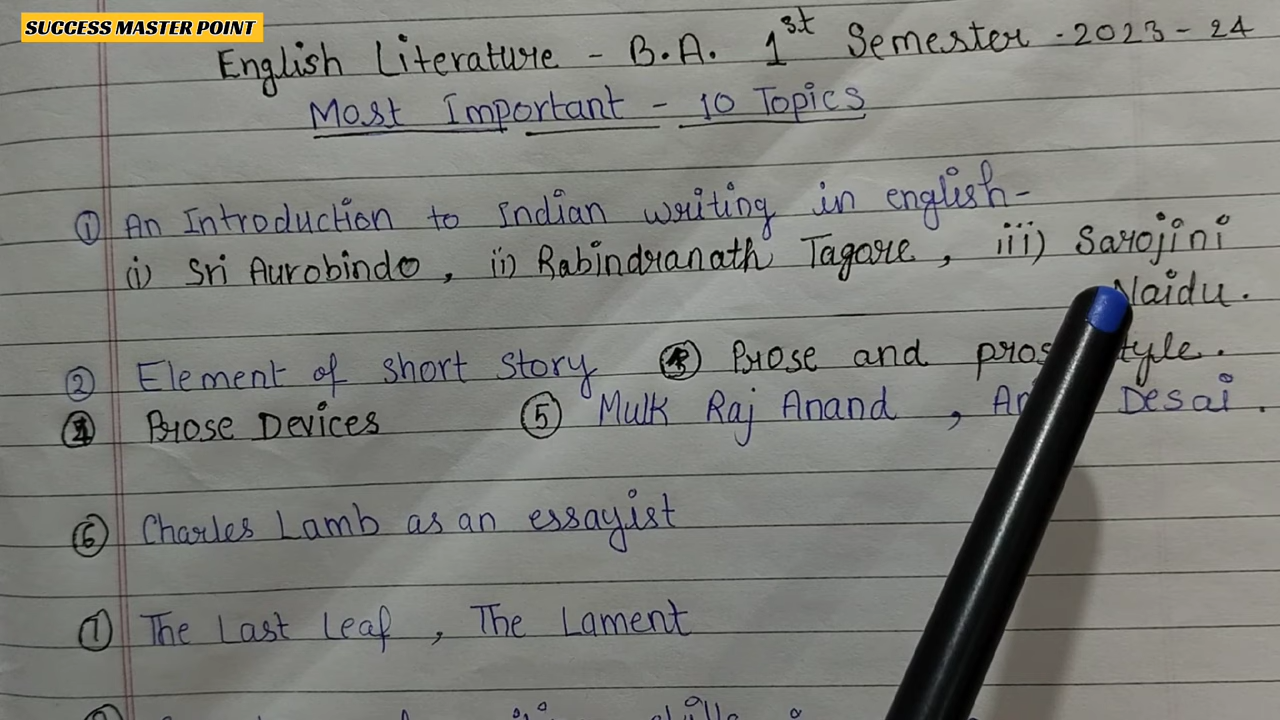 SUCCESS MASTER POINT
English Literature - B.A. 1st Semester - 2023-24
Most Important - 10 Topics
① An Introduction to Indian writing in english-
(i) Sri Aurobindo, ii) Rabindranath Tagore, iii) Sarojini
Naidu.
② Element of short story ③ Prose and prose style.
④ Prose Devices ⑤ Mulk Raj Anand, Desai.
⑥ Charles Lamb as an essayist
⑦ The Last Leaf, The Lament